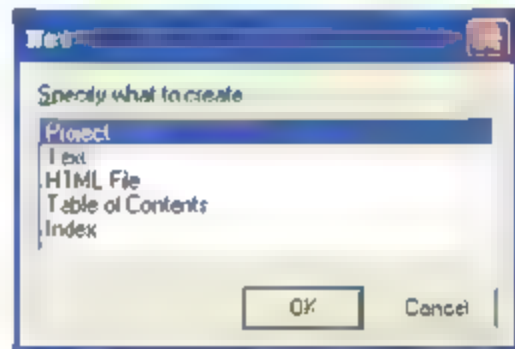 New
Specify what to create
Project
Text
HTML File
Table of Contents
Index
OK Cancel